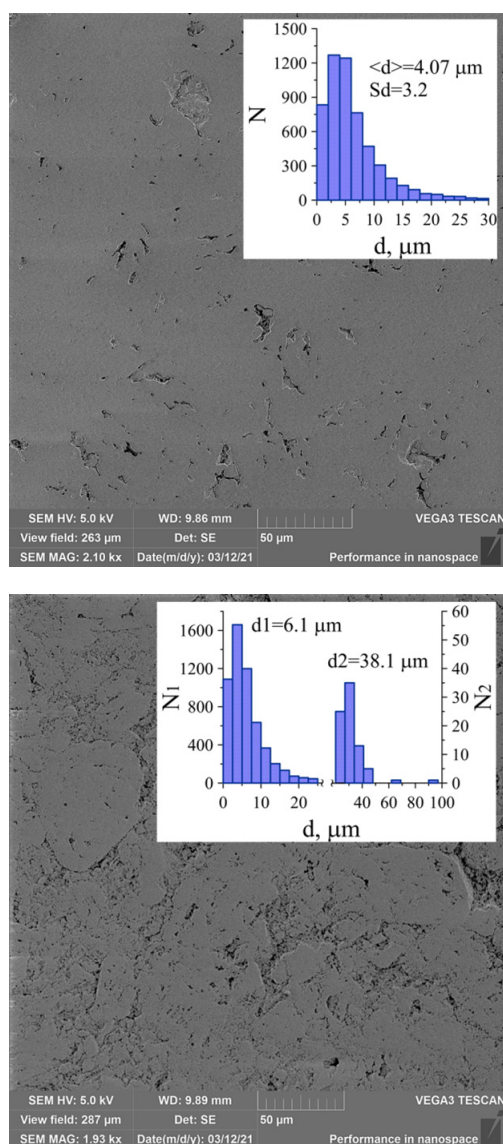 1500
1200
900
600
300
0
N
<d>=4.07 μm
Sd=3.2
0 5 10 15 20 25 30
d, μm
SEM HV: 5.0 kV WD: 9.86 mm VEGA3 TESCAN
View field: 263 μm Det: SE 50 μm
SEM MAG: 2.10 kx Date(m/d/y): 03/12/21 Performance in nanospace
1600
1200
800
400
0
N1
d1=6.1 μm
d2=38.1 μm
60
50
40
30
20
10
0
N2
0 10 20 40 60 80 100
d, μm
SEM HV: 5.0 kV WD: 9.89 mm VEGA3 TESCAN
View field: 287 μm Det: SE 50 μm
SEM MAG: 1.93 kx Date(m/d/y): 03/12/21 Performance in nanospace